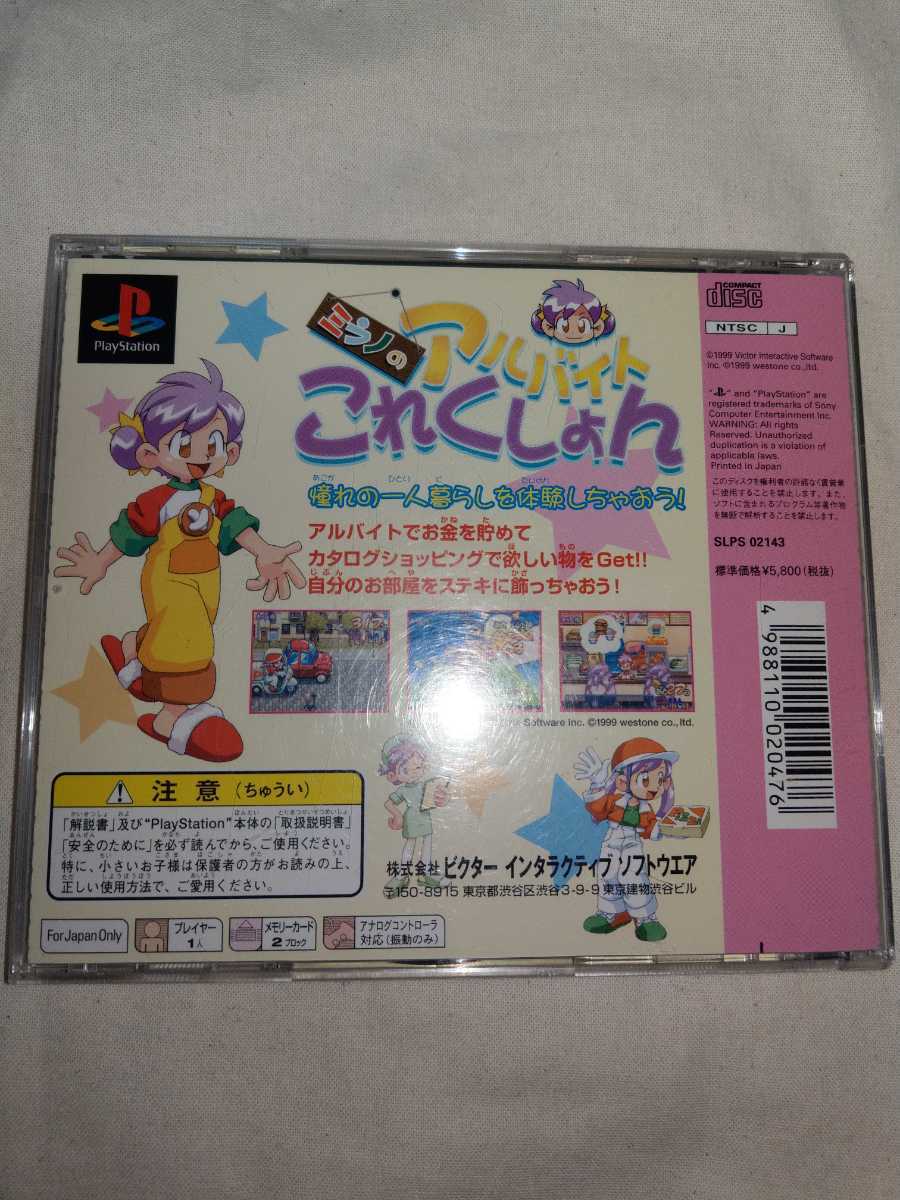 PlayStation
ミラノの
アルバイト
これくしょん
憧れの一人暮らしを体験しちゃおう!
アルバイトでお金を貯めて
カタログショッピングで欲しい物をGet!!
自分のお部屋をステキに飾っちゃおう!
Software Inc. ©1999 westone co.,ltd.
注意(ちゅうい)
「解説書」及び"PlayStation"本体の「取扱説明書」
「安全のために」を必ず読んでから、ご使用ください。
特に、小さいお子様は保護者の方がお読みの上、
正しい使用方法で、ご愛用ください。
株式会社 ビクター インタラクティブ ソフトウエア
〒150-8915 東京都渋谷区渋谷3-9-9 東京建物渋谷ビル
For Japan Only
プレイヤー
1人
メモリーカード
2ブロック
アナログコントローラ
対応(振動のみ)
COMPACT
disc
NTSC J
©1999 Victor Interactive Software
Inc. ©1999 westone co.,ltd.
" " and "PlayStation" are
registered trademarks of Sony
Computer Entertainment Inc.
WARNING: All rights
Reserved. Unauthorized
duplication is a violation of
applicable laws.
Printed in Japan
このディスクを権利者の許諾なく賃貸業
に使用することを禁止します。また、
ソフトに含まれるプログラム等著作物
を無断で解析することも禁止します。
SLPS 02143
標準価格¥5,800(税抜)
4 988110 020476